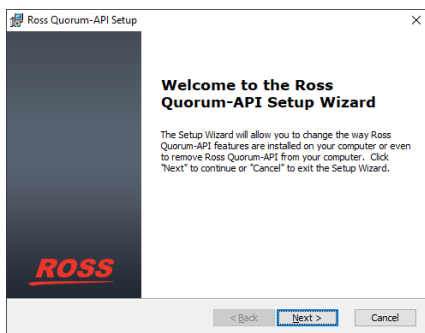 Ross Quorum-API Setup
Welcome to the Ross
Quorum-API Setup Wizard
The Setup Wizard will allow you to change the way Ross
Quorum-API features are installed on your computer or even
to remove Ross Quorum-API from your computer. Click
"Next" to continue or "Cancel" to exit the Setup Wizard.
ROSS
< Back Next > Cancel